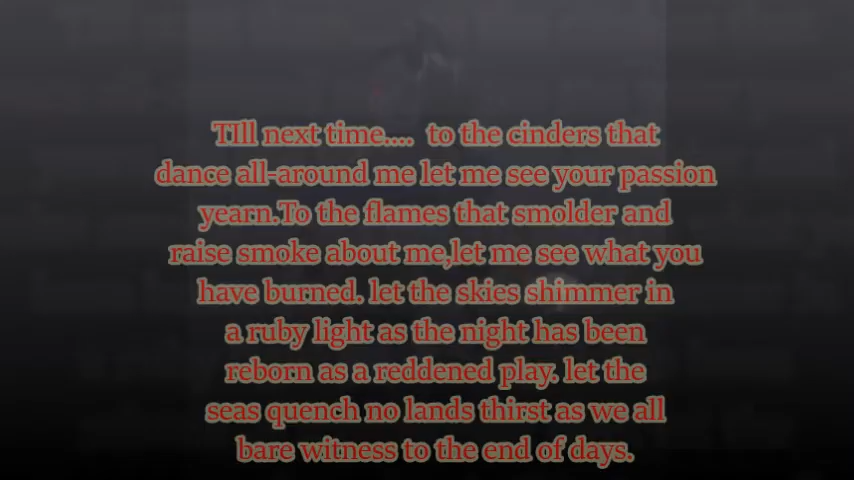 TIll next time.... to the cinders that
dance all-around me let me see your passion
yearn.To the flames that smolder and
raise smoke about me,let me see what you
have burned. let the skies shimmer in
a ruby light as the night has been
reborn as a reddened play. let the
seas quench no lands thirst as we all
bare witness to the end of days.